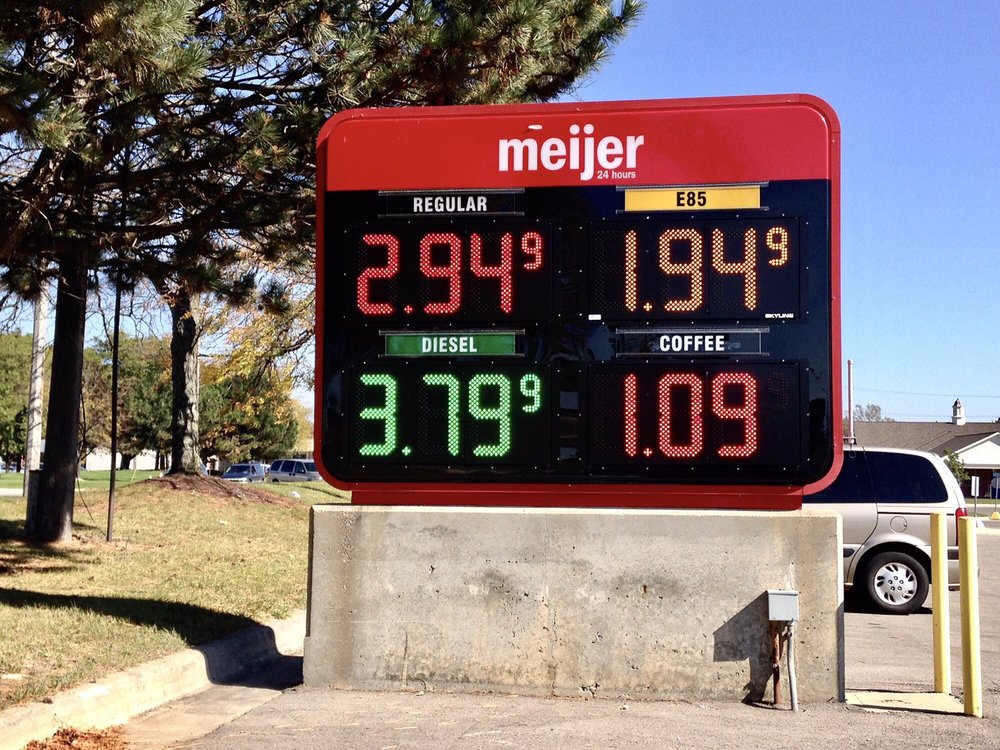 meijer
24 hours
REGULAR
2.94 9
E85
1.94 9
SKYLINE
DIESEL
3.79 9
COFFEE
1.09